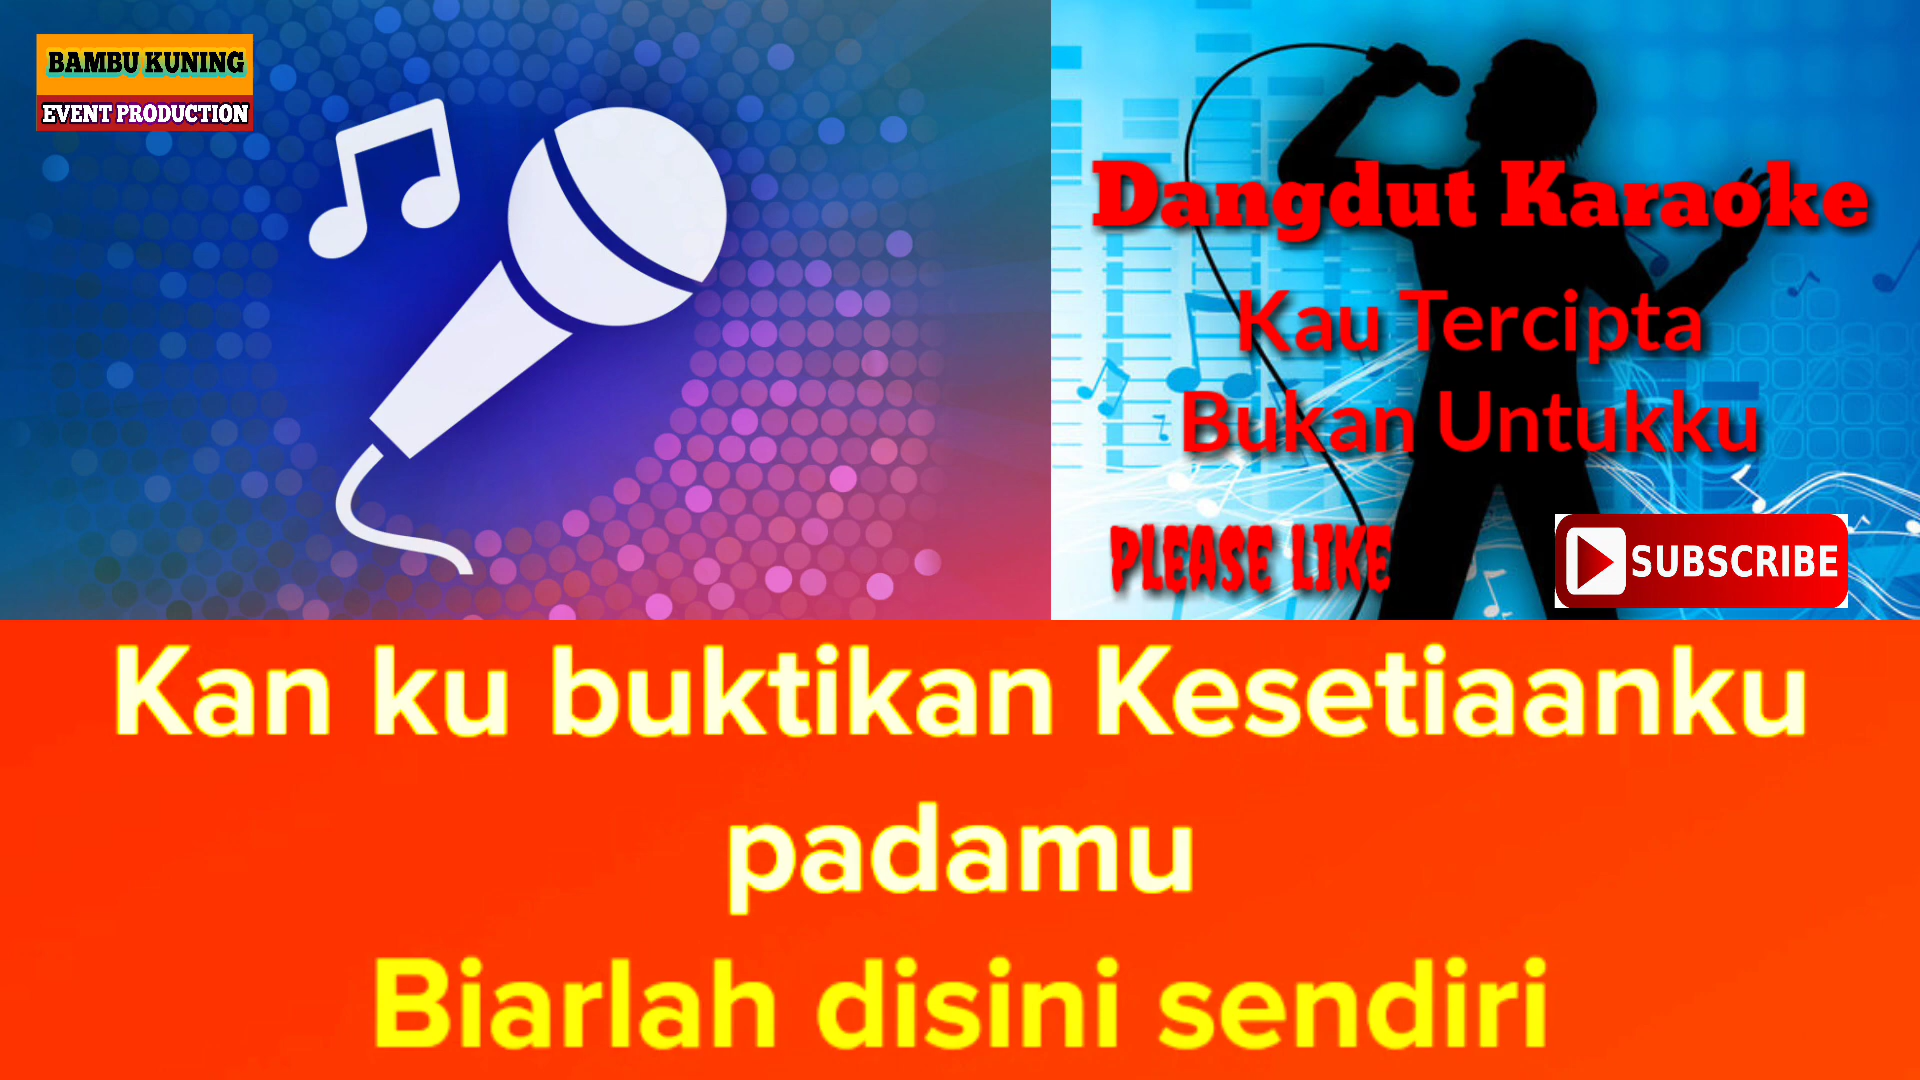 BAMBU KUNING
EVENT PRODUCTION
Dangdut Karaoke
Kau Tercipta
Bukan Untukku
PLEASE LIKE
SUBSCRIBE
Kan ku buktikan Kesetiaanku
padamu
Biarlah disini sendiri